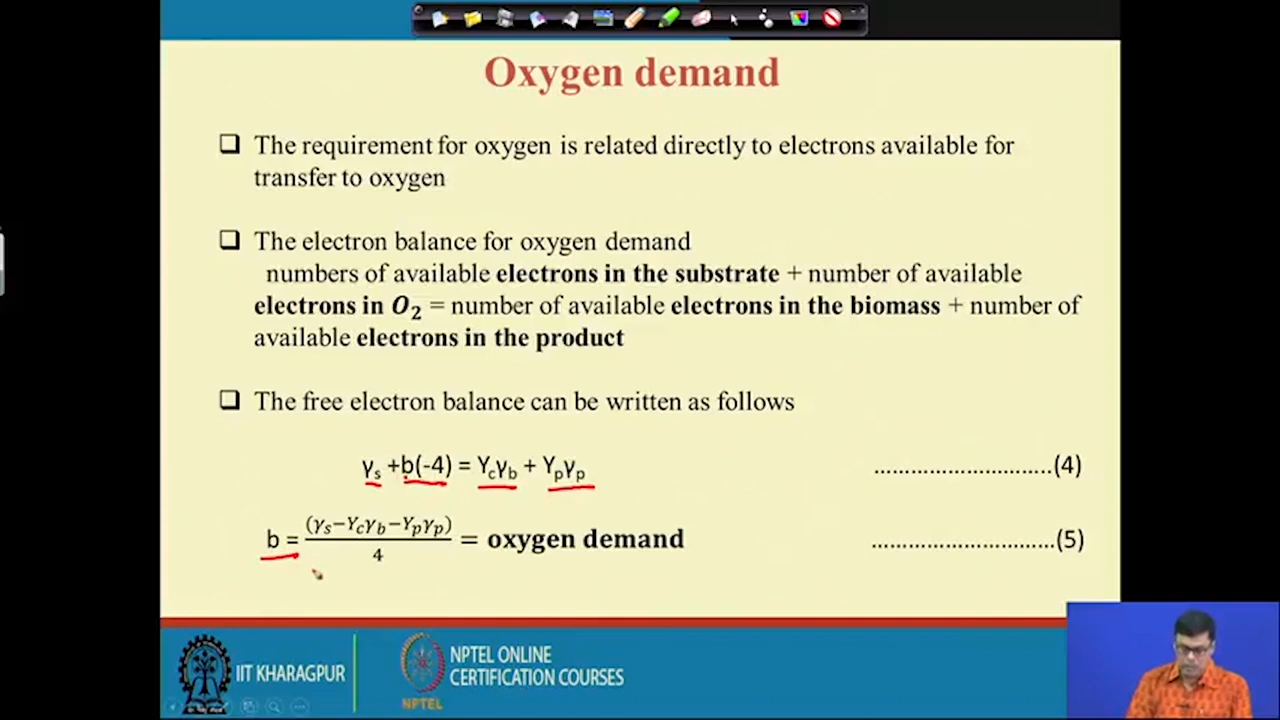 Oxygen demand
❑ The requirement for oxygen is related directly to electrons available for
transfer to oxygen
❑ The electron balance for oxygen demand
numbers of available electrons in the substrate + number of available
electrons in O₂ = number of available electrons in the biomass + number of
available electrons in the product
❑ The free electron balance can be written as follows
γₛ +b(-4) = Y꜀γ_b + Yₚγₚ ..............................(4)
b = (γₛ−Y꜀γ_b−Yₚγₚ)/4 = oxygen demand ..............................(5)
IIT KHARAGPUR
NPTEL
NPTEL ONLINE
CERTIFICATION COURSES